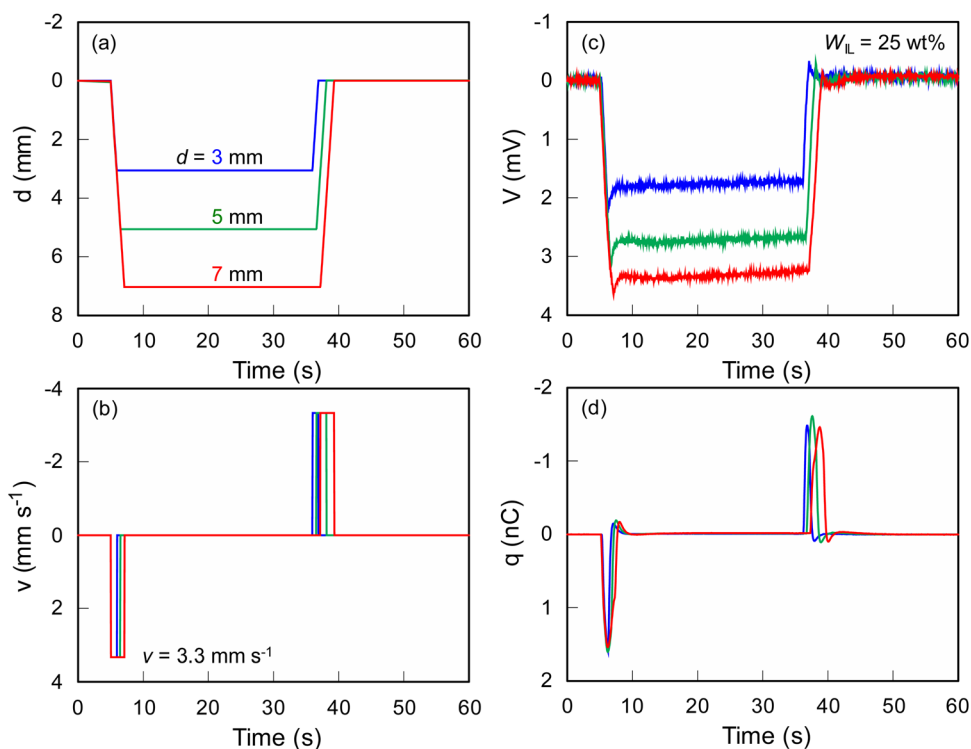 (a)
-2
0
2
4
6
8
d (mm)
d = 3 mm
5 mm
7 mm
0 10 20 30 40 50 60
Time (s)
(c)
W_IL = 25 wt%
-1
0
1
2
3
4
V (mV)
0 10 20 30 40 50 60
Time (s)
(b)
-4
-2
0
2
4
v (mm s⁻¹)
v = 3.3 mm s⁻¹
0 10 20 30 40 50 60
Time (s)
(d)
-2
-1
0
1
2
q (nC)
0 10 20 30 40 50 60
Time (s)